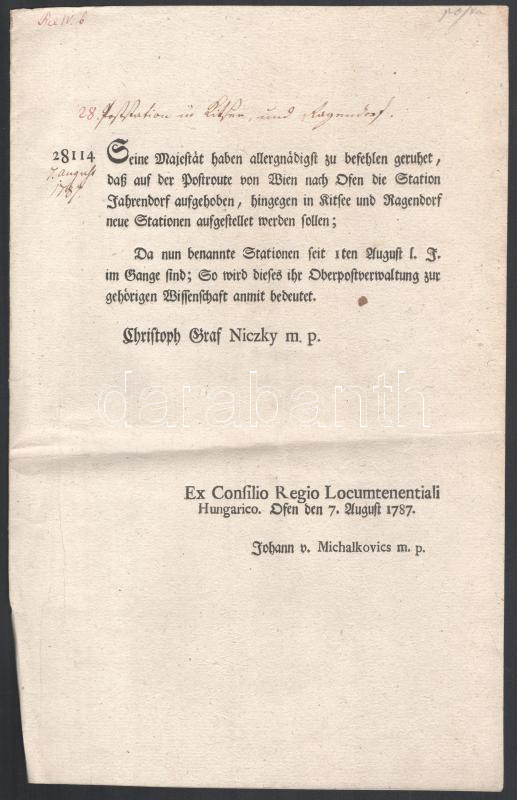 posta
28. Poststation in Kitsee, und Ragendorf.
28114
7. August
1787.
Seine Majestät haben allergnädigst zu befehlen geruhet,
daß auf der Postroute von Wien nach Ofen die Station
Jahrendorf aufgehoben, hingegen in Kitsee und Ragendorf
neue Stationen aufgestellet werden sollen;
Da nun benannte Stationen seit 1ten August l. J.
im Gange sind; So wird dieses ihr Oberpostverwaltung zur
gehörigen Wissenschaft anmit bedeutet.
Christoph Graf Niczky m. p.
darabanth
Ex Consilio Regio Locumtenentiali
Hungarico. Ofen den 7. August 1787.
Johann v. Michalkovics m. p.